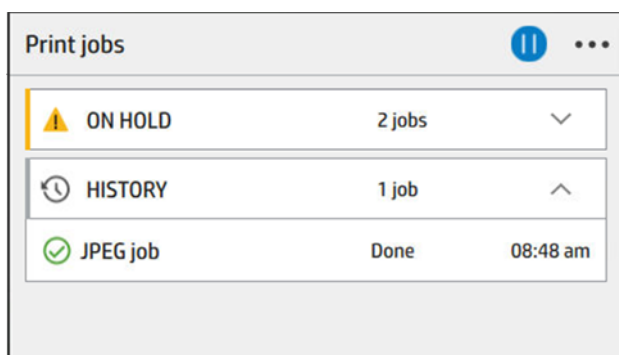 Print jobs
ON HOLD 2 jobs
HISTORY 1 job
JPEG job Done 08:48 am